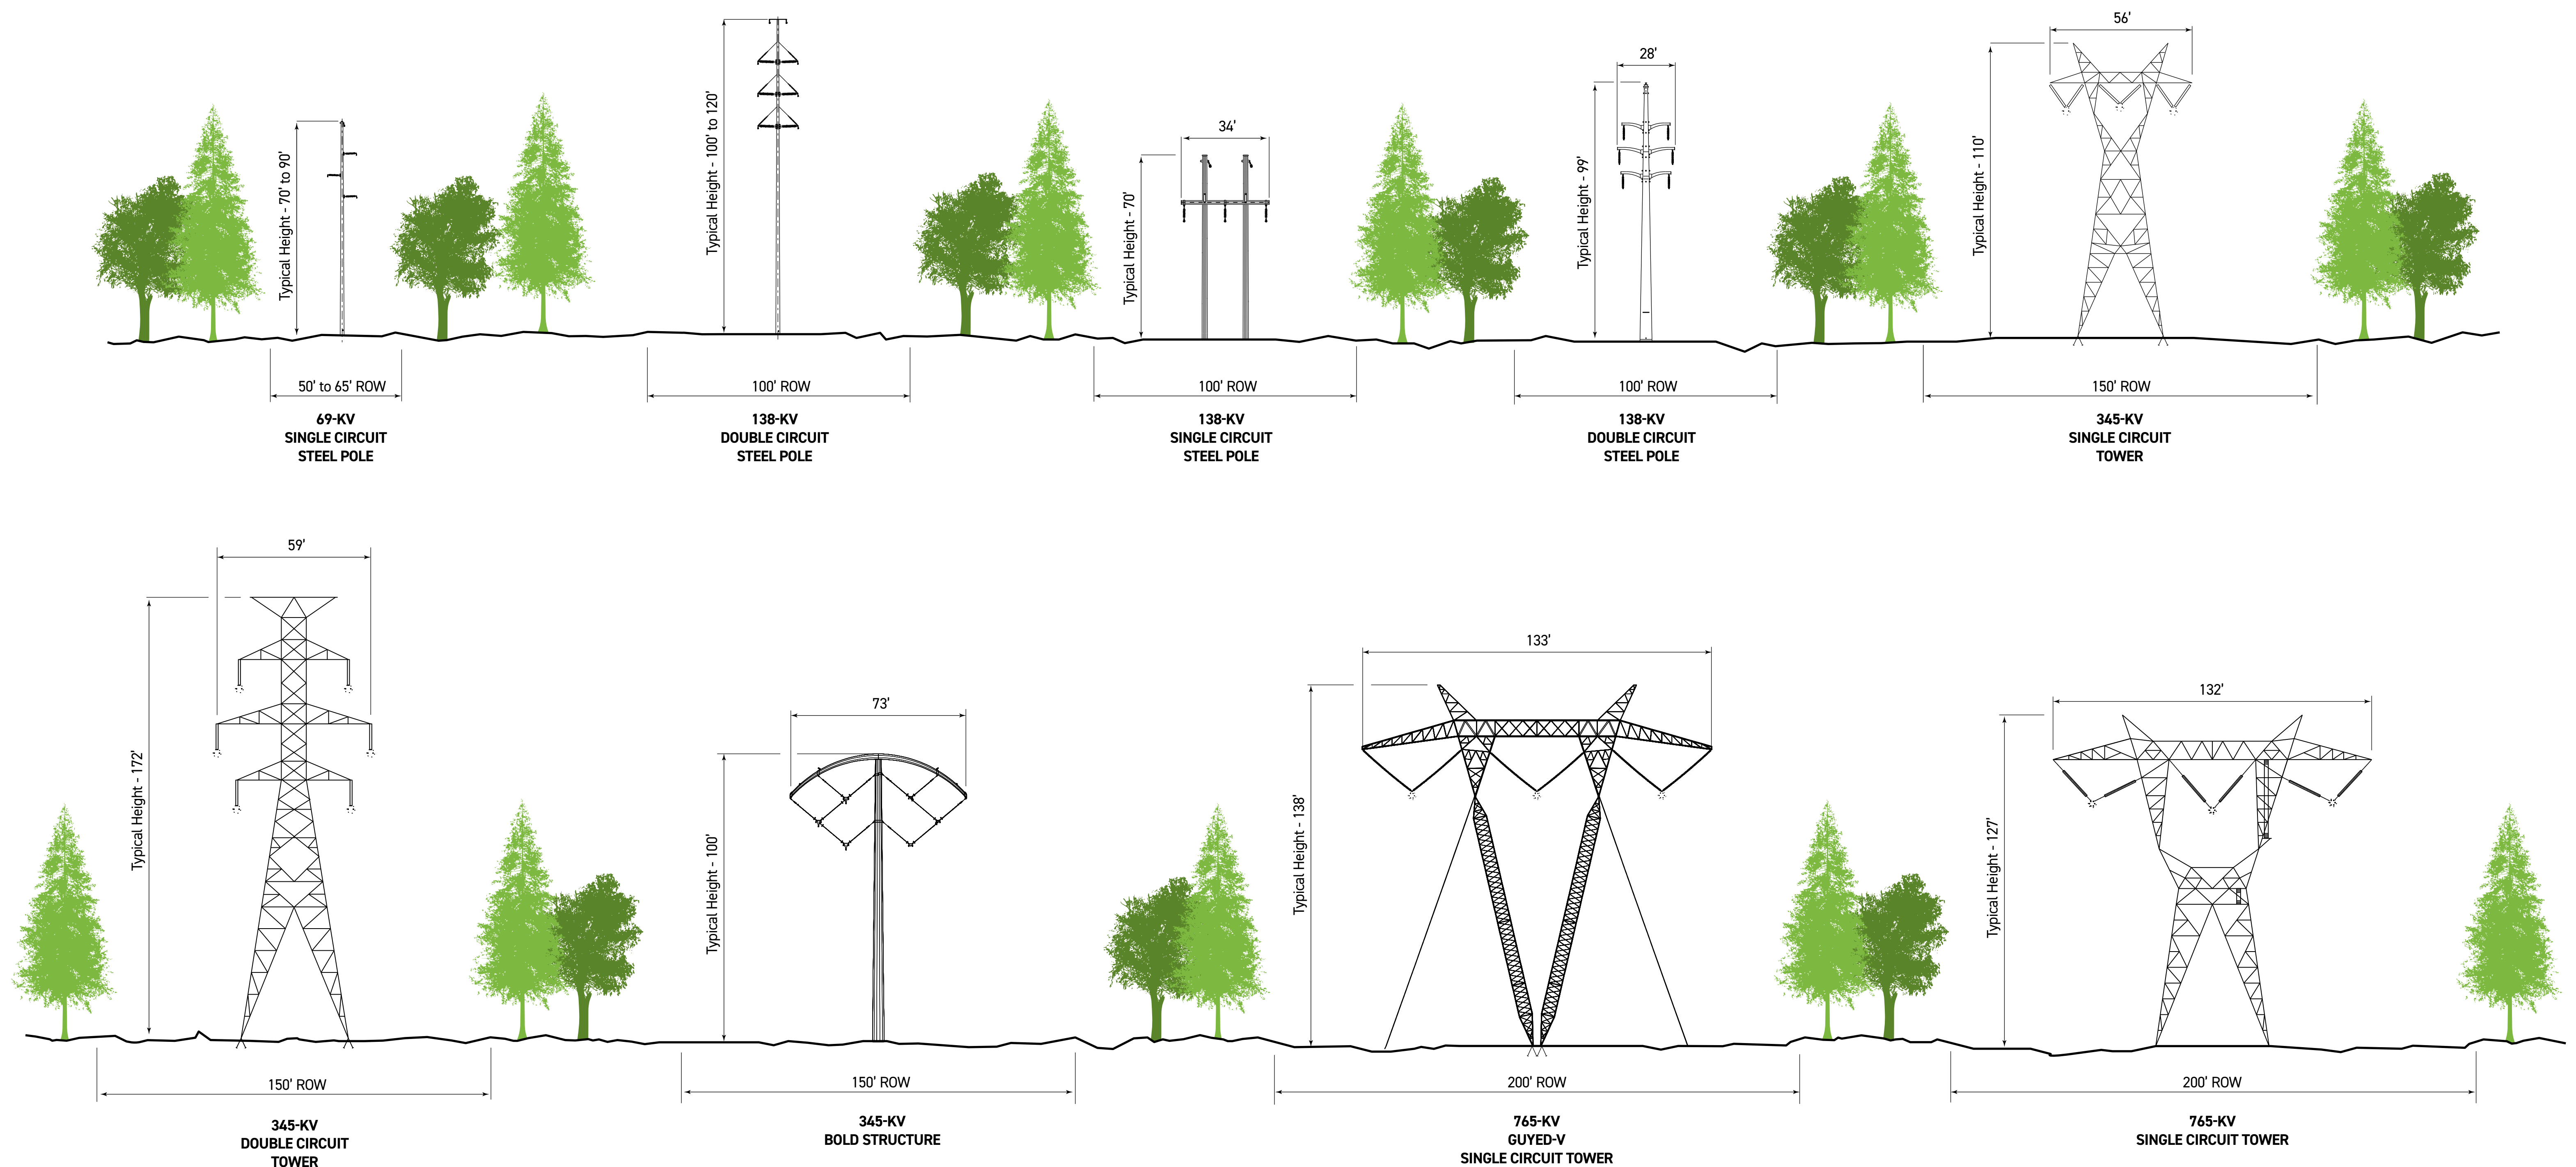 Typical Height - 70' to 90'
50' to 65' ROW
69-KV
SINGLE CIRCUIT
STEEL POLE
Typical Height - 100' to 120'
100' ROW
138-KV
DOUBLE CIRCUIT
STEEL POLE
34'
Typical Height - 70'
100' ROW
138-KV
SINGLE CIRCUIT
STEEL POLE
28'
Typical Height - 99'
100' ROW
138-KV
DOUBLE CIRCUIT
STEEL POLE
56'
Typical Height - 110'
150' ROW
345-KV
SINGLE CIRCUIT
TOWER
59'
Typical Height - 172'
150' ROW
345-KV
DOUBLE CIRCUIT
TOWER
73'
Typical Height - 100'
150' ROW
345-KV
BOLD STRUCTURE
133'
Typical Height - 138'
200' ROW
765-KV
GUYED-V
SINGLE CIRCUIT TOWER
132'
Typical Height - 127'
200' ROW
765-KV
SINGLE CIRCUIT TOWER